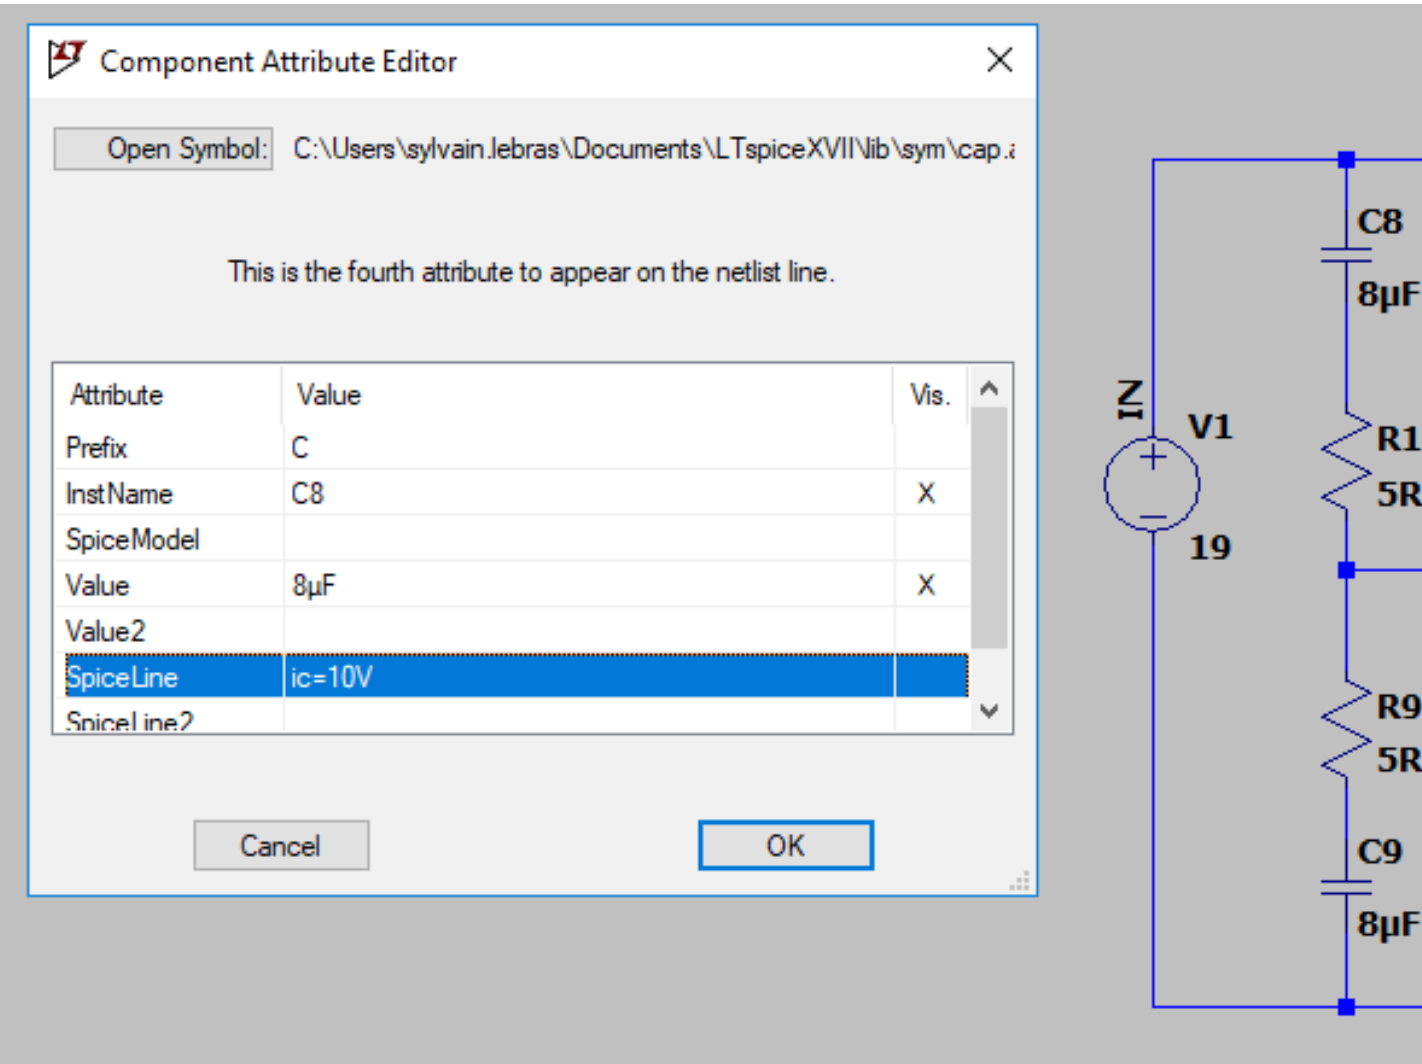 Component Attribute Editor
Open Symbol: C:\Users\sylvain.lebras\Documents\LTspiceXVII\lib\sym\cap.a
This is the fourth attribute to appear on the netlist line.
Attribute Value Vis.
Prefix C
InstName C8 X
SpiceModel
Value 8µF X
Value2
SpiceLine ic=10V
SpiceLine2
Cancel OK
C8
8µF
IN
V1
19
R1
5R
R9
5R
C9
8µF